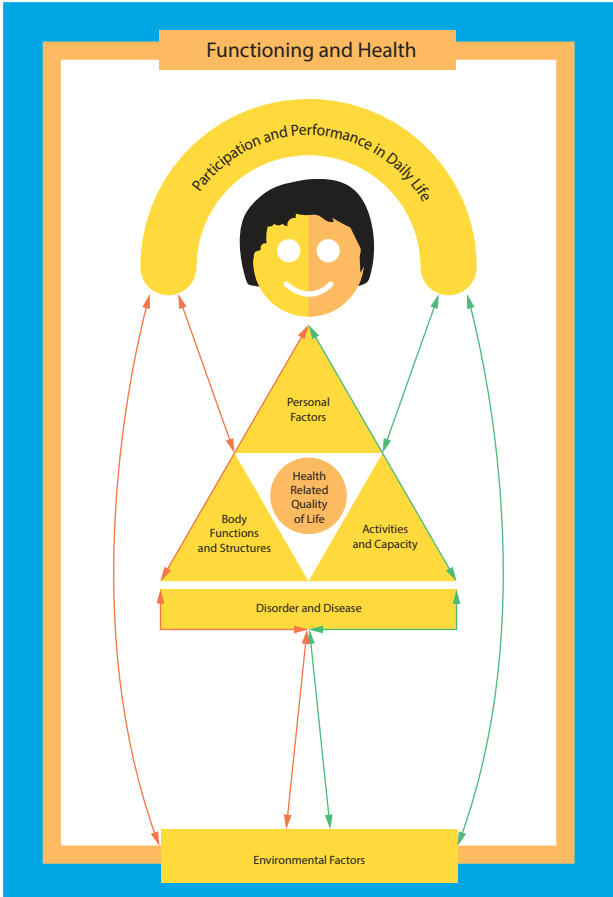 Functioning and Health
Participation and Performance in Daily Life
Personal
Factors
Health
Related
Quality
of Life
Body
Functions
and Structures
Activities
and Capacity
Disorder and Disease
Environmental Factors